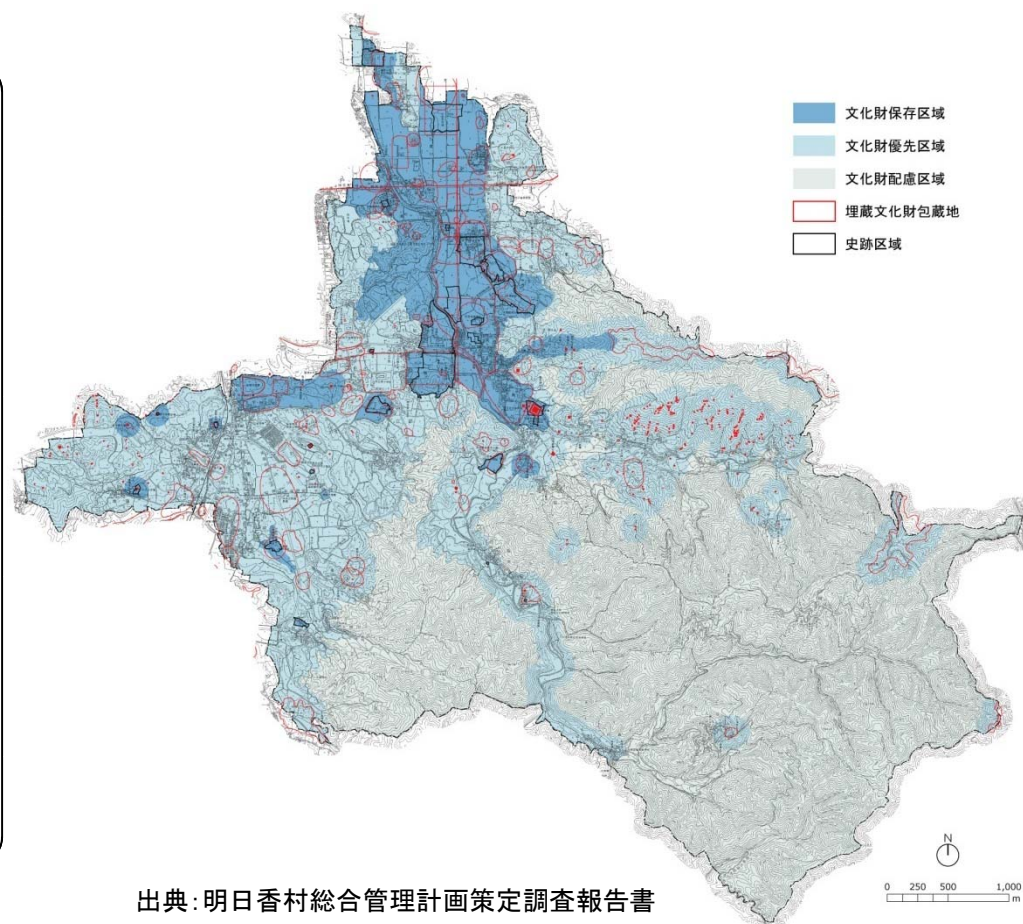 文化財保存区域
文化財優先区域
文化財配慮区域
埋蔵文化財包蔵地
史跡区域
N
0 250 500 1,000
m
出典:明日香村総合管理計画策定調査報告書